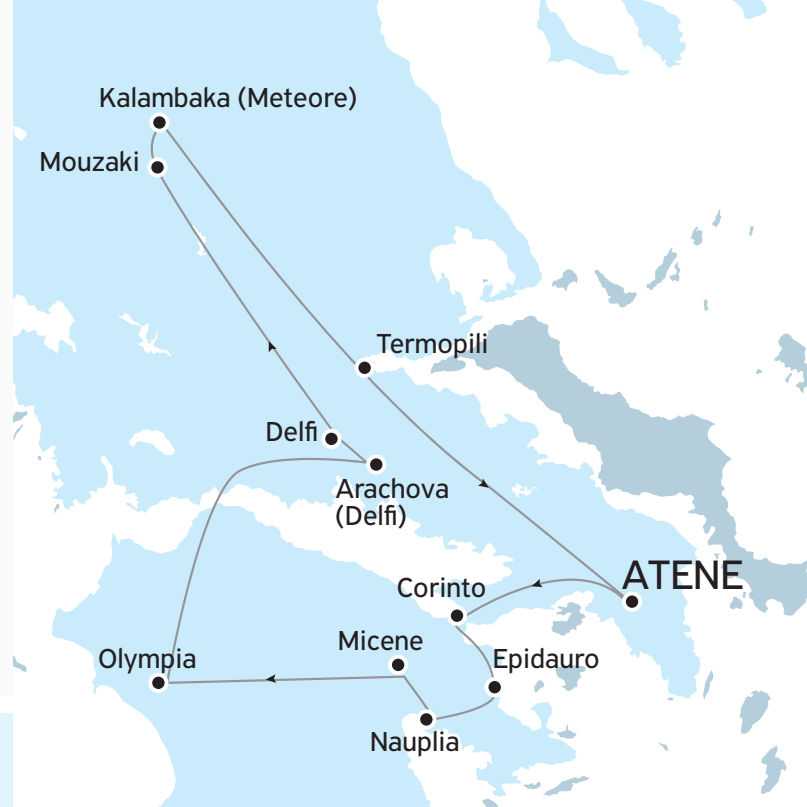 Kalambaka (Meteore)
Mouzaki
Termopili
Delfi
Arachova
(Delfi)
ATENE
Corinto
Micene
Epidauro
Olympia
Nauplia